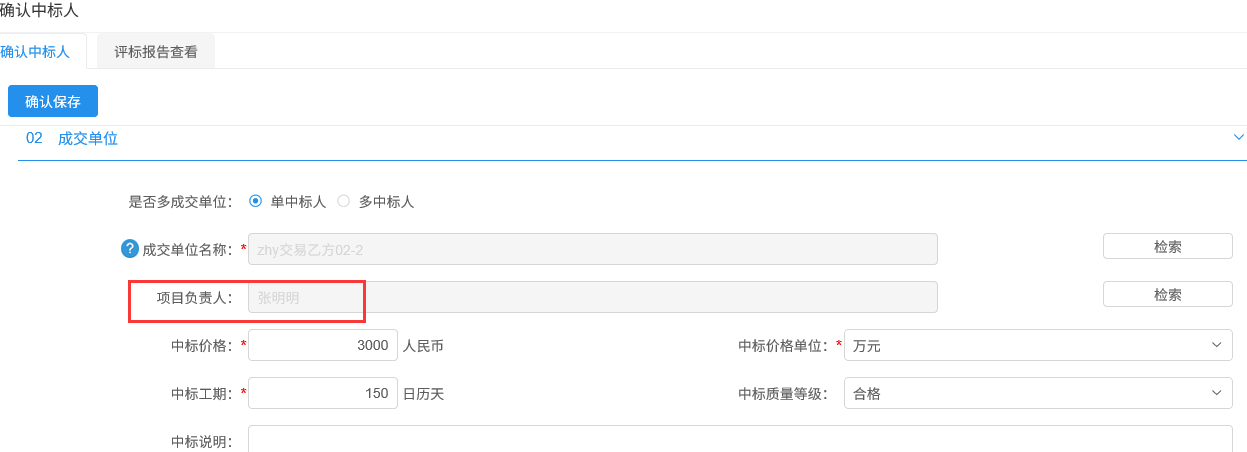 确认中标人
确认中标人 评标报告查看
确认保存
02 成交单位
是否多成交单位： 单中标人 多中标人
? 成交单位名称：* zhy交易乙方02-2 检索
项目负责人： 张明明 检索
中标价格：* 3000 人民币 中标价格单位：* 万元
中标工期：* 150 日历天 中标质量等级： 合格
中标说明：